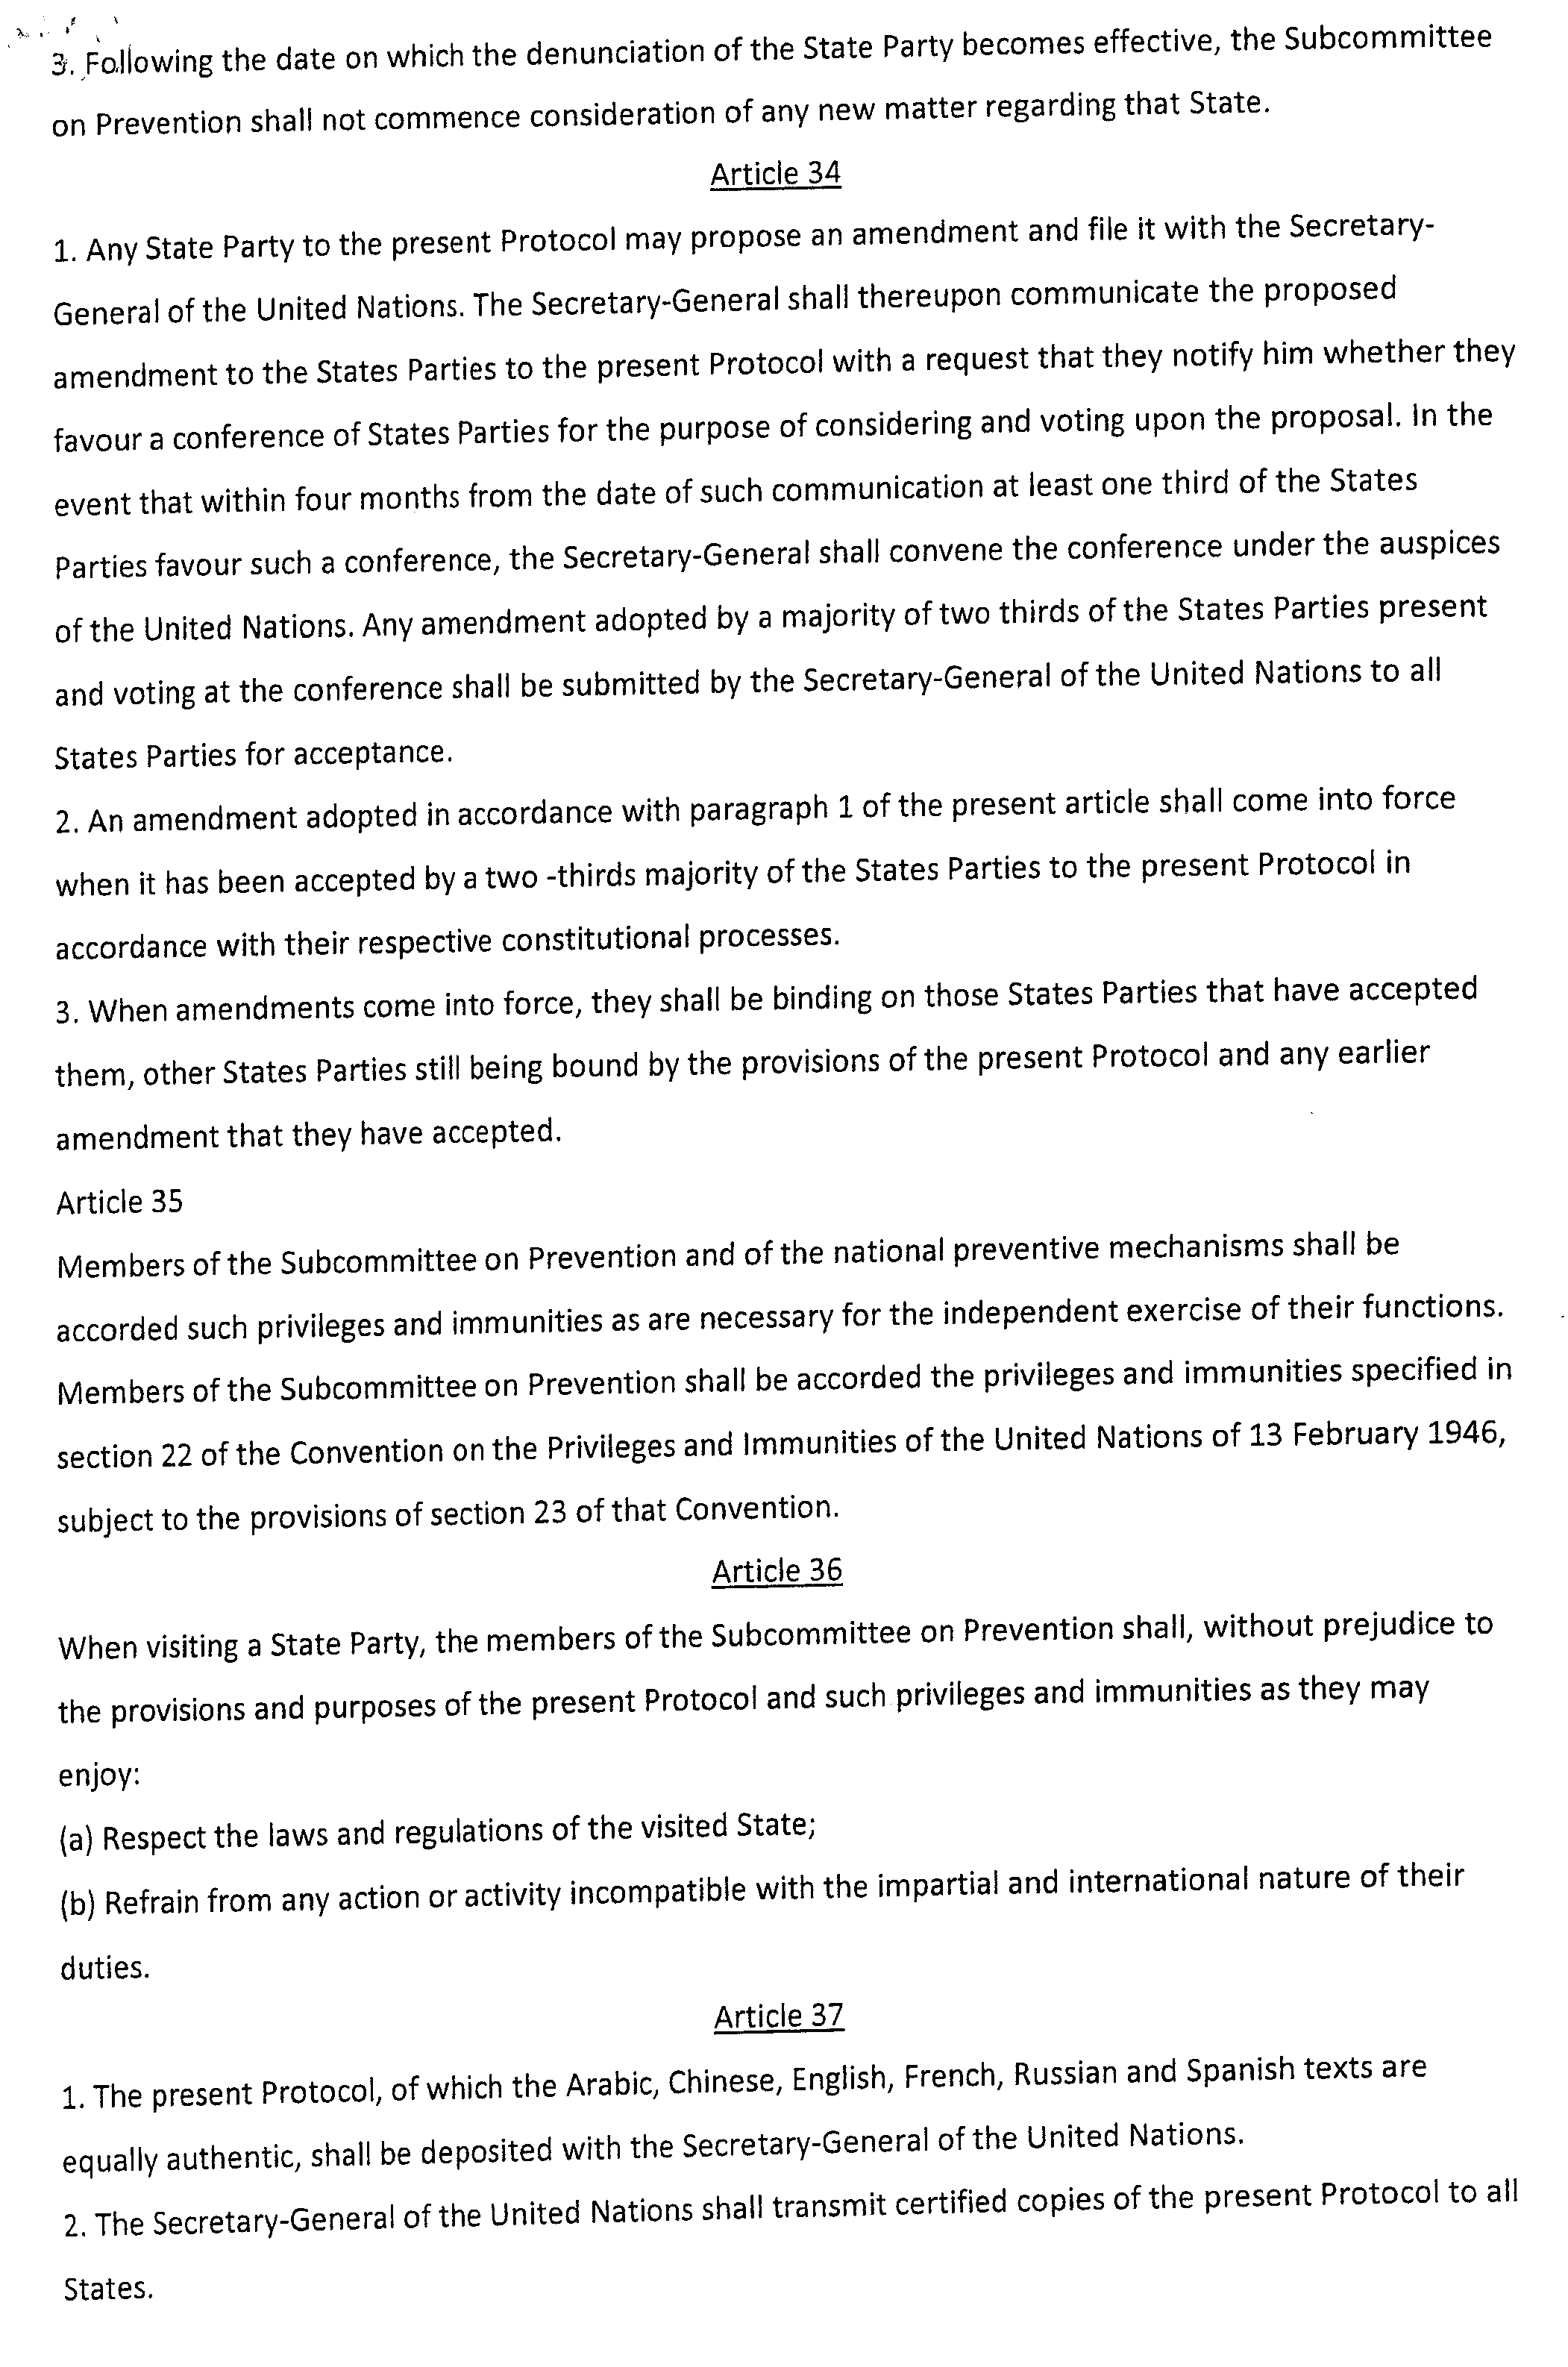 3. Following the date on which the denunciation of the State Party becomes effective, the Subcommittee
on Prevention shall not commence consideration of any new matter regarding that State.
Article 34
1. Any State Party to the present Protocol may propose an amendment and file it with the Secretary-
General of the United Nations. The Secretary-General shall thereupon communicate the proposed
amendment to the States Parties to the present Protocol with a request that they notify him whether they
favour a conference of States Parties for the purpose of considering and voting upon the proposal. In the
event that within four months from the date of such communication at least one third of the States
Parties favour such a conference, the Secretary-General shall convene the conference under the auspices
of the United Nations. Any amendment adopted by a majority of two thirds of the States Parties present
and voting at the conference shall be submitted by the Secretary-General of the United Nations to all
States Parties for acceptance.
2. An amendment adopted in accordance with paragraph 1 of the present article shall come into force
when it has been accepted by a two -thirds majority of the States Parties to the present Protocol in
accordance with their respective constitutional processes.
3. When amendments come into force, they shall be binding on those States Parties that have accepted
them, other States Parties still being bound by the provisions of the present Protocol and any earlier
amendment that they have accepted.
Article 35
Members of the Subcommittee on Prevention and of the national preventive mechanisms shall be
accorded such privileges and immunities as are necessary for the independent exercise of their functions.
Members of the Subcommittee on Prevention shall be accorded the privileges and immunities specified in
section 22 of the Convention on the Privileges and Immunities of the United Nations of 13 February 1946,
subject to the provisions of section 23 of that Convention.
Article 36
When visiting a State Party, the members of the Subcommittee on Prevention shall, without prejudice to
the provisions and purposes of the present Protocol and such privileges and immunities as they may
enjoy:
(a) Respect the laws and regulations of the visited State;
(b) Refrain from any action or activity incompatible with the impartial and international nature of their
duties.
Article 37
1. The present Protocol, of which the Arabic, Chinese, English, French, Russian and Spanish texts are
equally authentic, shall be deposited with the Secretary-General of the United Nations.
2. The Secretary-General of the United Nations shall transmit certified copies of the present Protocol to all
States.